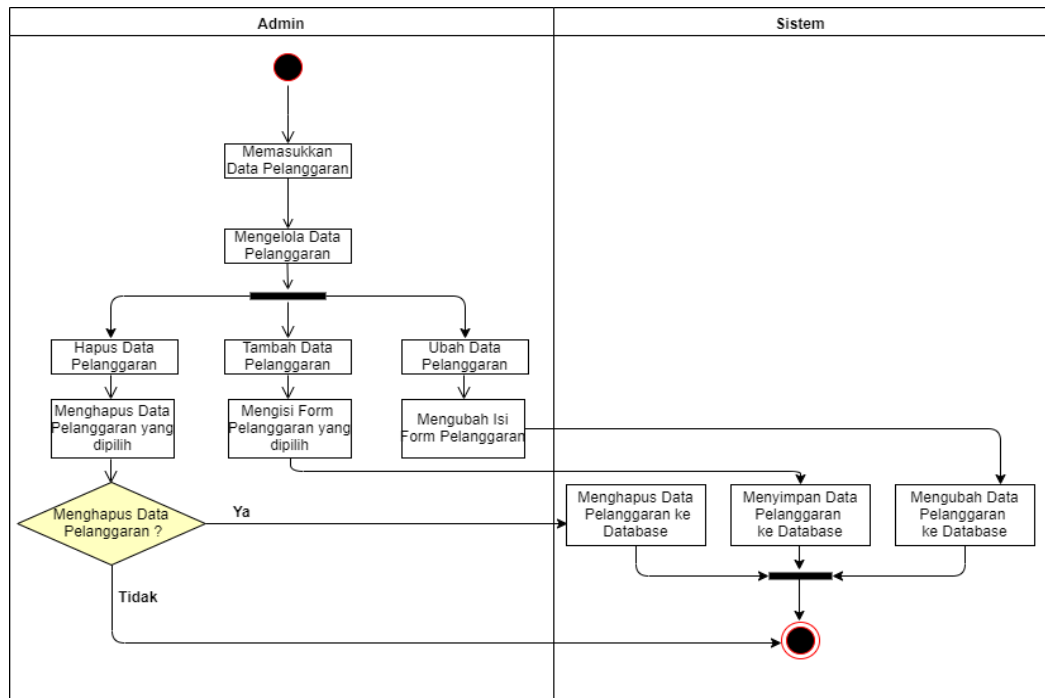 Admin
Sistem
Memasukkan
Data Pelanggaran
Mengelola Data
Pelanggaran
Hapus Data
Pelanggaran
Tambah Data
Pelanggaran
Ubah Data
Pelanggaran
Menghapus Data
Pelanggaran yang
dipilih
Mengisi Form
Pelanggaran yang
dipilih
Mengubah Isi
Form Pelanggaran
Menghapus Data
Pelanggaran ?
Ya
Tidak
Menghapus Data
Pelanggaran ke
Database
Menyimpan Data
Pelanggaran
ke Database
Mengubah Data
Pelanggaran
ke Database